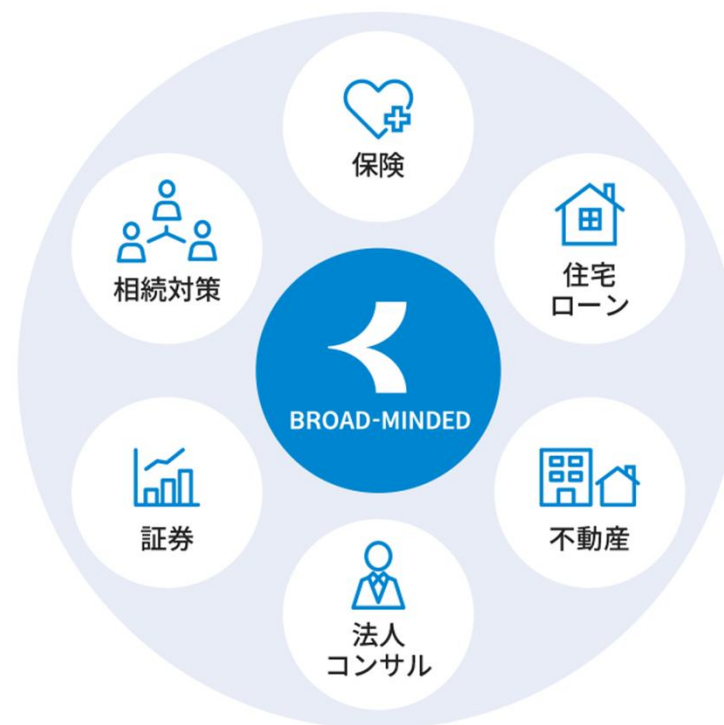 保険
相続対策
住宅
ローン
BROAD-MINDED
証券
不動産
法人
コンサル